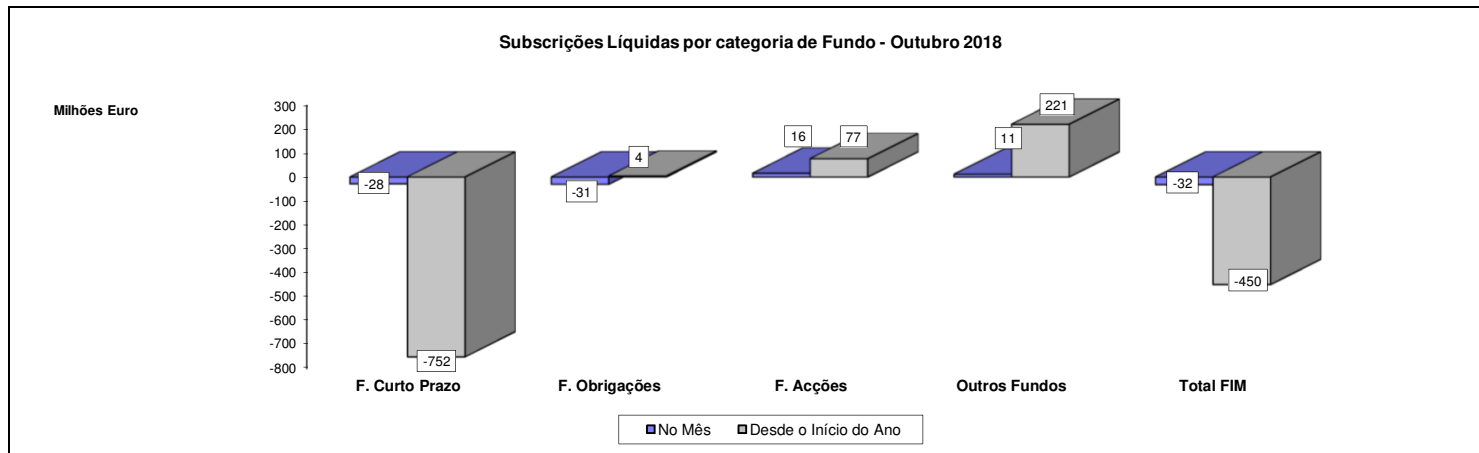 Subscrições Líquidas por categoria de Fundo - Outubro 2018
Milhões Euro
300
200
100
0
-100
-200
-300
-400
-500
-600
-700
-800
-28
-752
-31
4
16
77
11
221
-32
-450
F. Curto Prazo
F. Obrigações
F. Acções
Outros Fundos
Total FIM
No Mês
Desde o Início do Ano